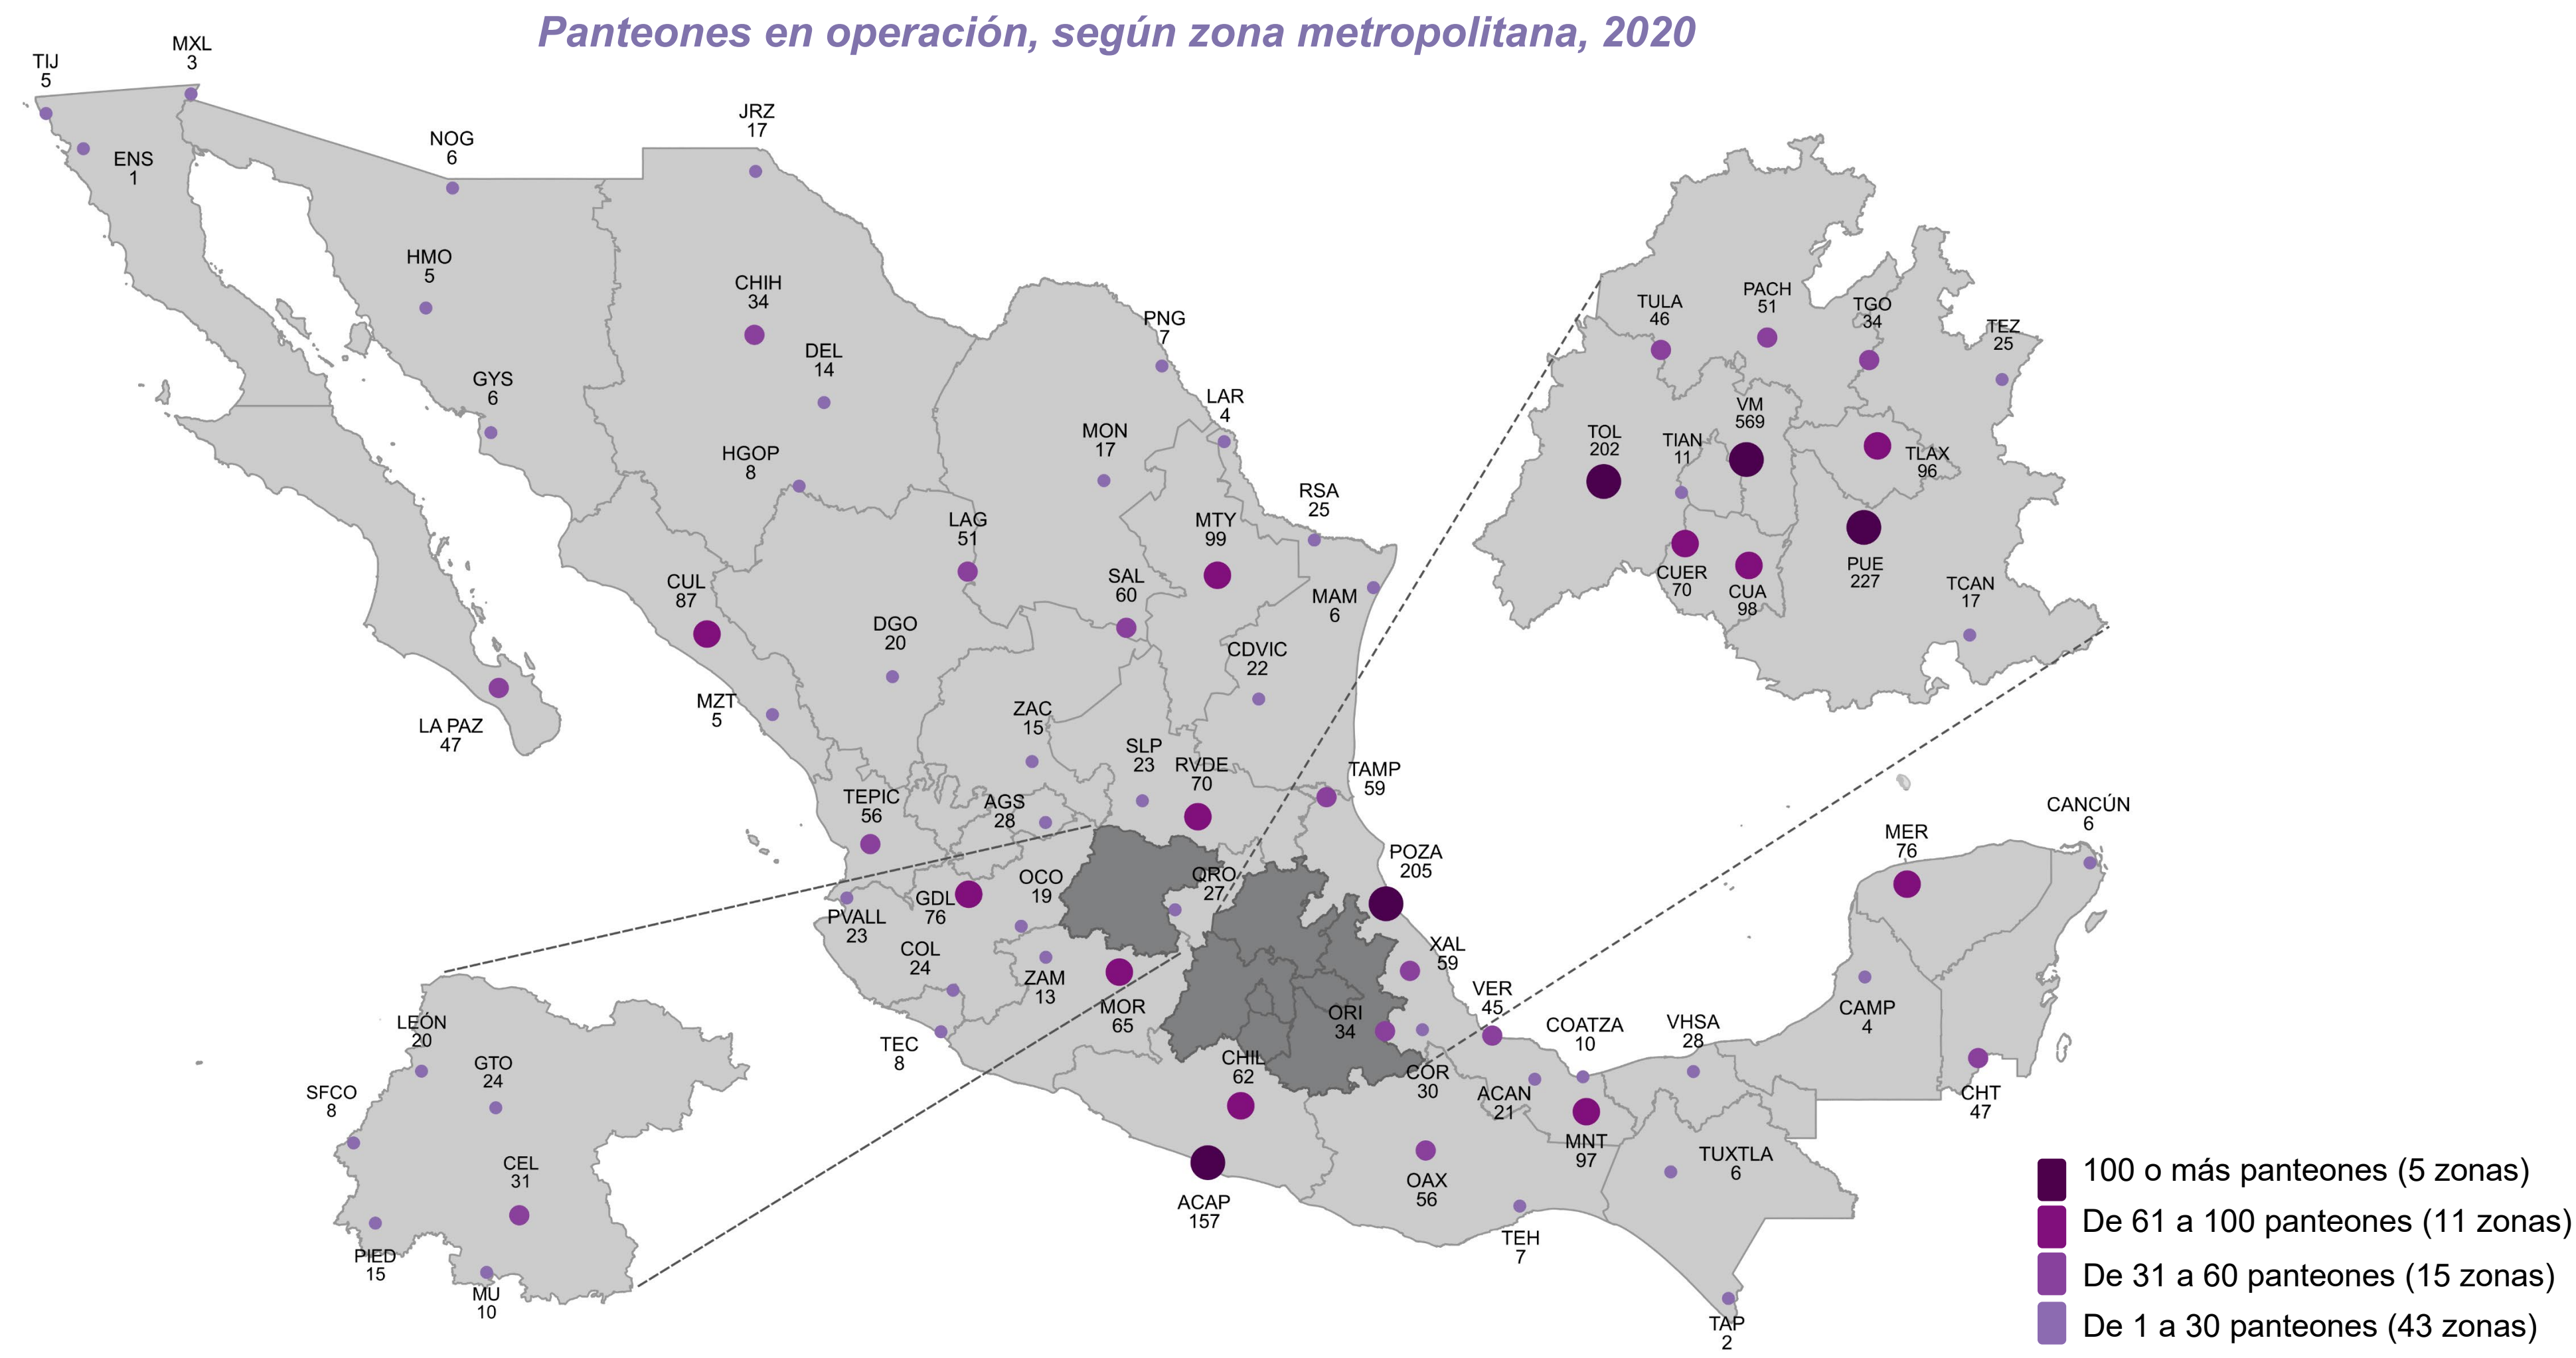 Panteones en operación, según zona metropolitana, 2020
TIJ
5
MXL
3
ENS
1
NOG
6
JRZ
17
HMO
5
CHIH
34
DEL
14
GYS
6
HGOP
8
PNG
7
LAR
4
MON
17
RSA
25
LAG
51
MTY
99
SAL
60
MAM
6
CUL
87
DGO
20
CDVIC
22
MZT
5
LA PAZ
47
ZAC
15
SLP
23
RVDE
70
TAMP
59
TEPIC
56
AGS
28
POZA
205
PVALL
23
GDL
76
OCO
19
QRO
27
COL
24
ZAM
13
MOR
65
XAL
59
TEC
8
ORI
34
VER
45
CHIL
62
COR
30
COATZA
10
ACAN
21
VHSA
28
MNT
97
ACAP
157
OAX
56
TEH
7
TUXTLA
6
TAP
2
CAMP
4
CHT
47
MER
76
CANCÚN
6
TULA
46
PACH
51
TGO
34
TEZ
25
TOL
202
TIAN
11
VM
569
TLAX
96
CUER
70
CUA
98
PUE
227
TCAN
17
LEÓN
20
GTO
24
SFCO
8
CEL
31
PIED
15
MU
10
100 o más panteones (5 zonas)
De 61 a 100 panteones (11 zonas)
De 31 a 60 panteones (15 zonas)
De 1 a 30 panteones (43 zonas)